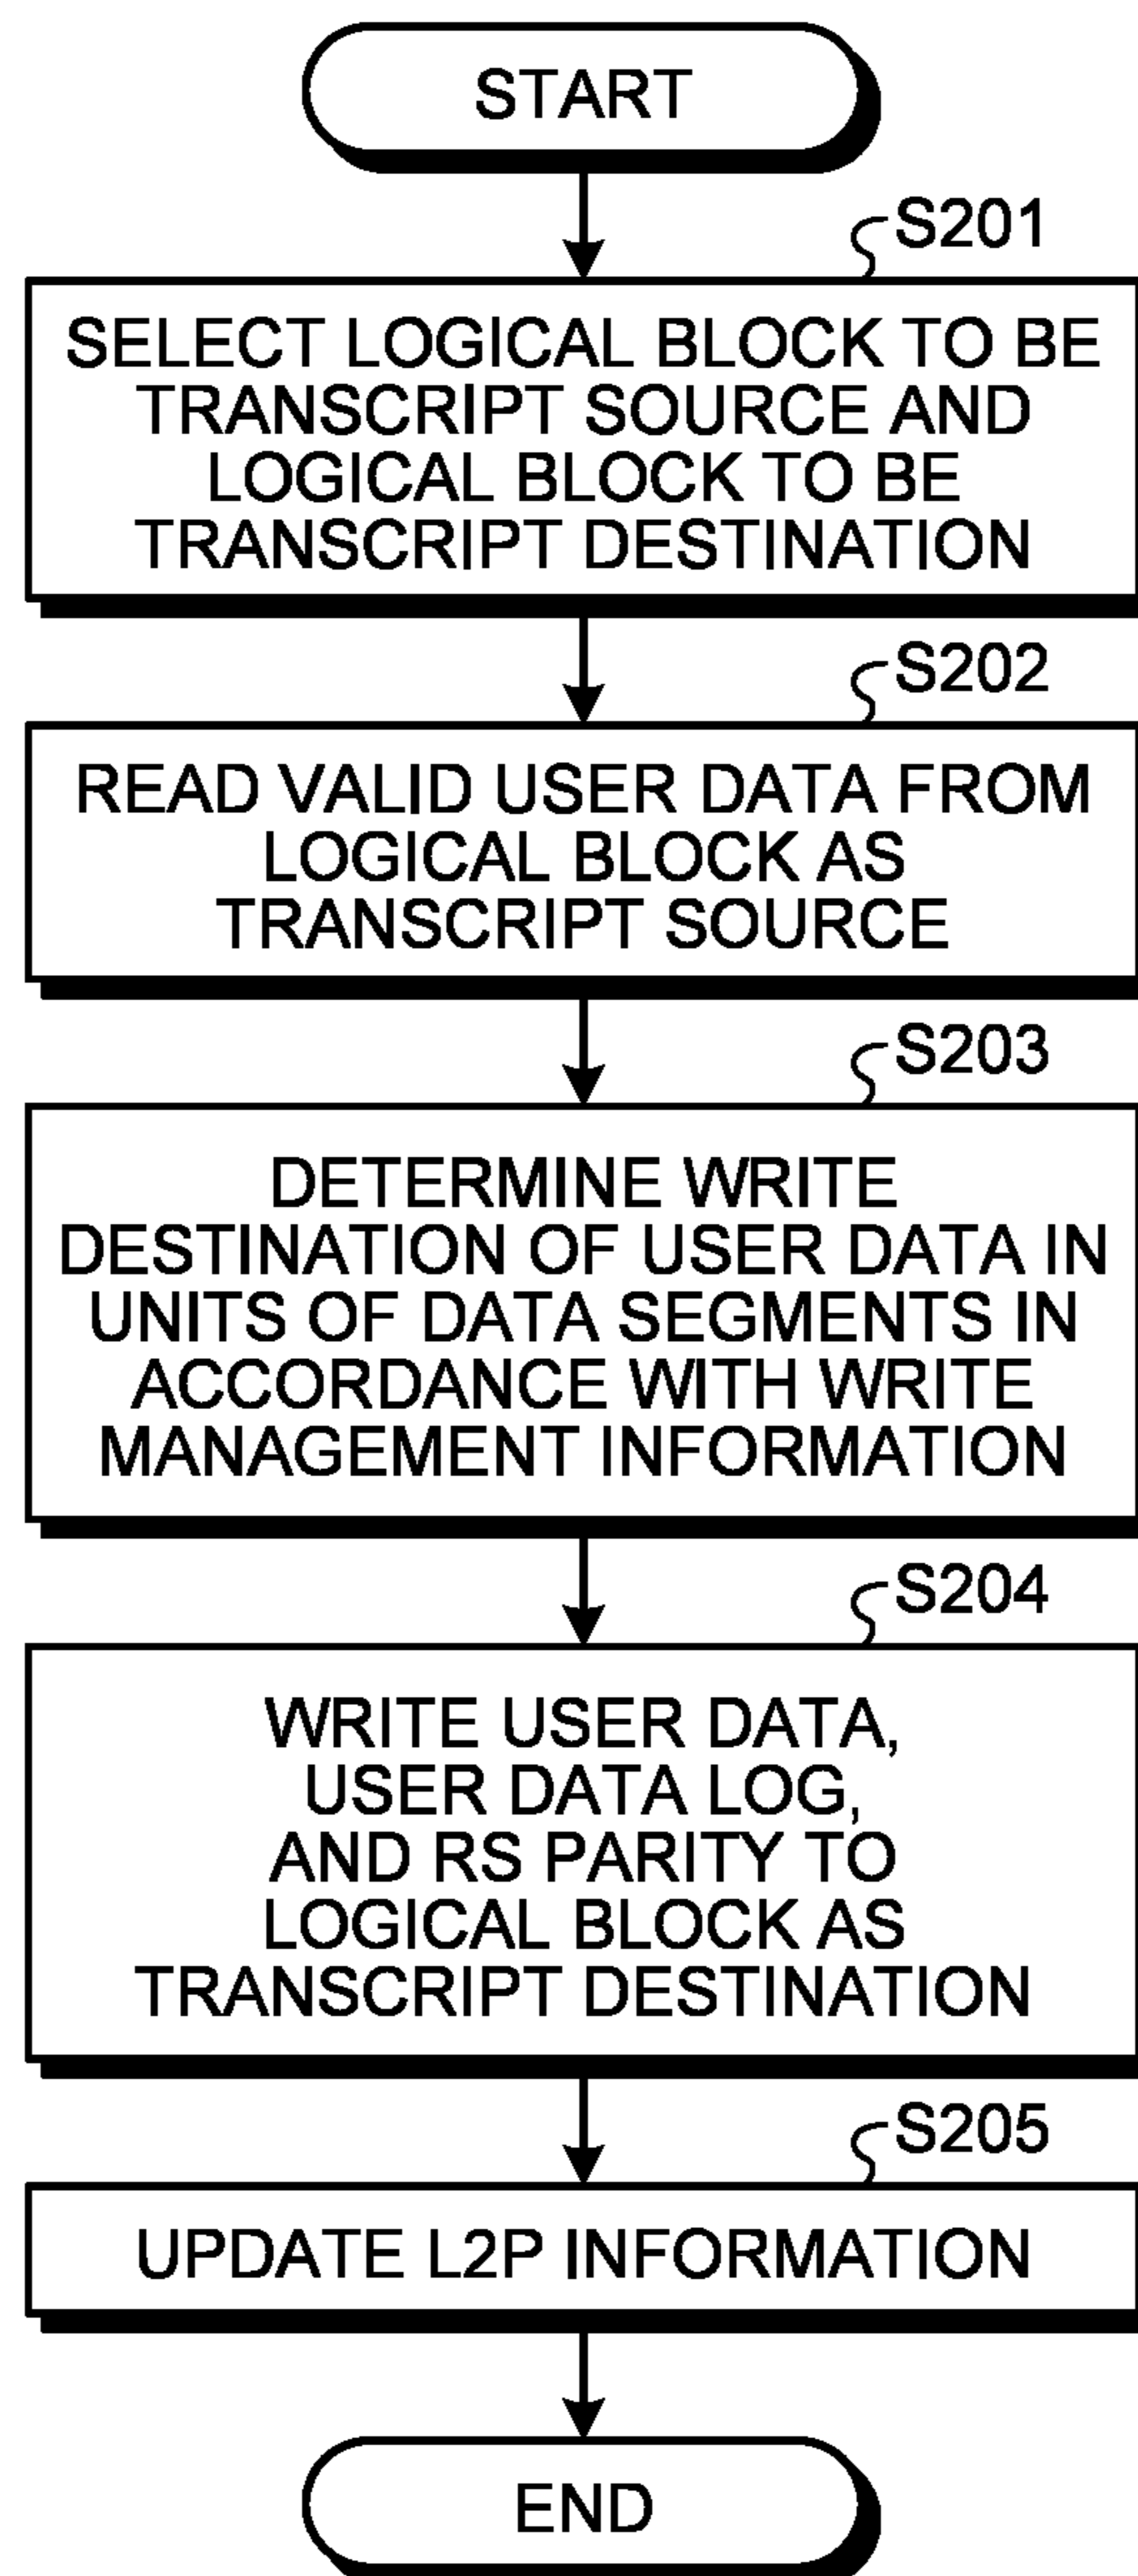 START
S201
SELECT LOGICAL BLOCK TO BE
TRANSCRIPT SOURCE AND
LOGICAL BLOCK TO BE
TRANSCRIPT DESTINATION
S202
READ VALID USER DATA FROM
LOGICAL BLOCK AS
TRANSCRIPT SOURCE
S203
DETERMINE WRITE
DESTINATION OF USER DATA IN
UNITS OF DATA SEGMENTS IN
ACCORDANCE WITH WRITE
MANAGEMENT INFORMATION
S204
WRITE USER DATA,
USER DATA LOG,
AND RS PARITY TO
LOGICAL BLOCK AS
TRANSCRIPT DESTINATION
S205
UPDATE L2P INFORMATION
END